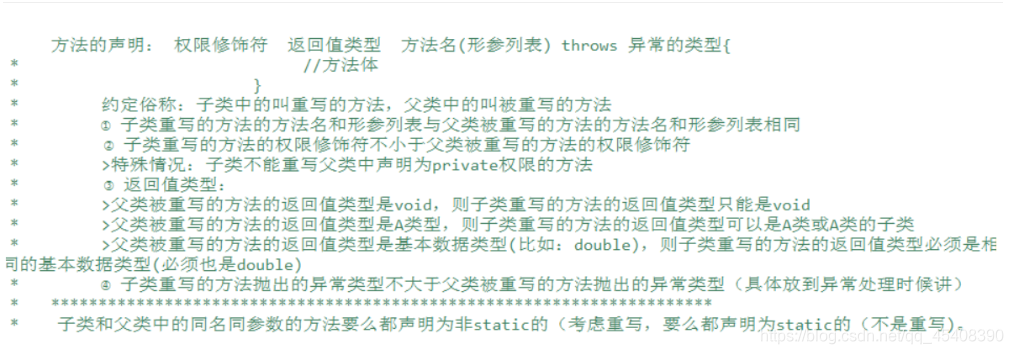 方法的声明： 权限修饰符 返回值类型 方法名(形参列表) throws 异常的类型{
* //方法体
* }
* 约定俗称：子类中的叫重写的方法，父类中的叫被重写的方法
* ① 子类重写的方法的方法名和形参列表与父类被重写的方法的方法名和形参列表相同
* ② 子类重写的方法的权限修饰符不小于父类被重写的方法的权限修饰符
* >特殊情况：子类不能重写父类中声明为private权限的方法
* ③ 返回值类型：
* >父类被重写的方法的返回值类型是void，则子类重写的方法的返回值类型只能是void
* >父类被重写的方法的返回值类型是A类型，则子类重写的方法的返回值类型可以是A类或A类的子类
* >父类被重写的方法的返回值类型是基本数据类型(比如：double)，则子类重写的方法的返回值类型必须是相
同的基本数据类型(必须也是double)
* ④ 子类重写的方法抛出的异常类型不大于父类被重写的方法抛出的异常类型（具体放到异常处理时候讲）
* **********************************************************************
* 子类和父类中的同名同参数的方法要么都声明为非static的（考虑重写，要么都声明为static的（不是重写)。
https://blog.csdn.net/qq_43408390